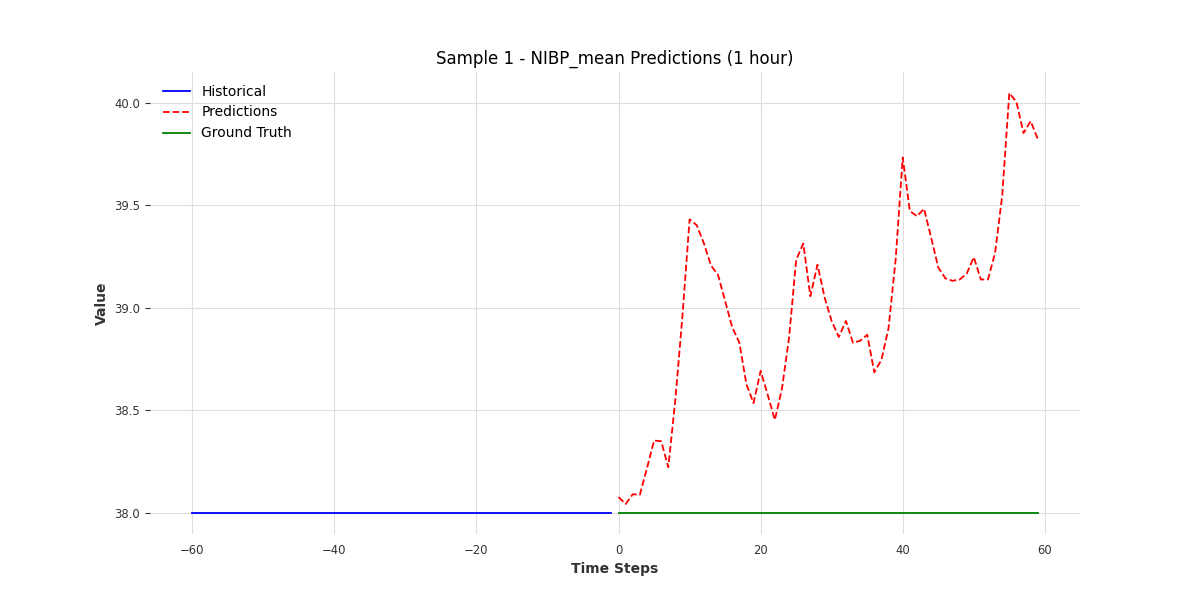 Sample 1 - NIBP_mean Predictions (1 hour)
Historical
Predictions
Ground Truth
40.0
39.5
39.0
38.5
38.0
Value
−60
−40
−20
0
20
40
60
Time Steps